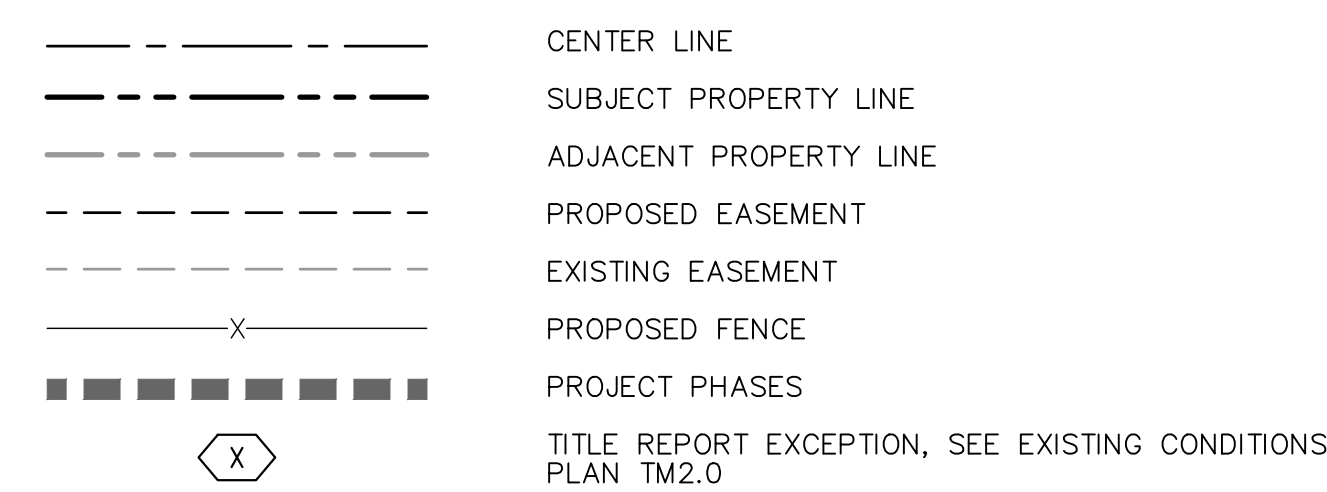 CENTER LINE
SUBJECT PROPERTY LINE
ADJACENT PROPERTY LINE
PROPOSED EASEMENT
EXISTING EASEMENT
X PROPOSED FENCE
PROJECT PHASES
X TITLE REPORT EXCEPTION, SEE EXISTING CONDITIONS
PLAN TM2.0